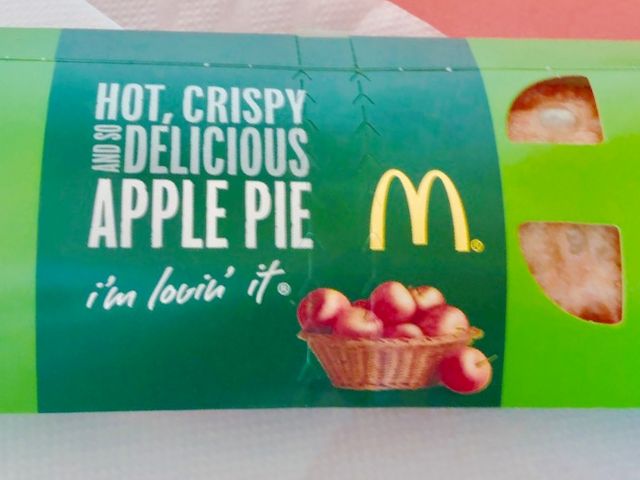 HOT, CRISPY
AND SO DELICIOUS
APPLE PIE
i'm lovin' it®
M®